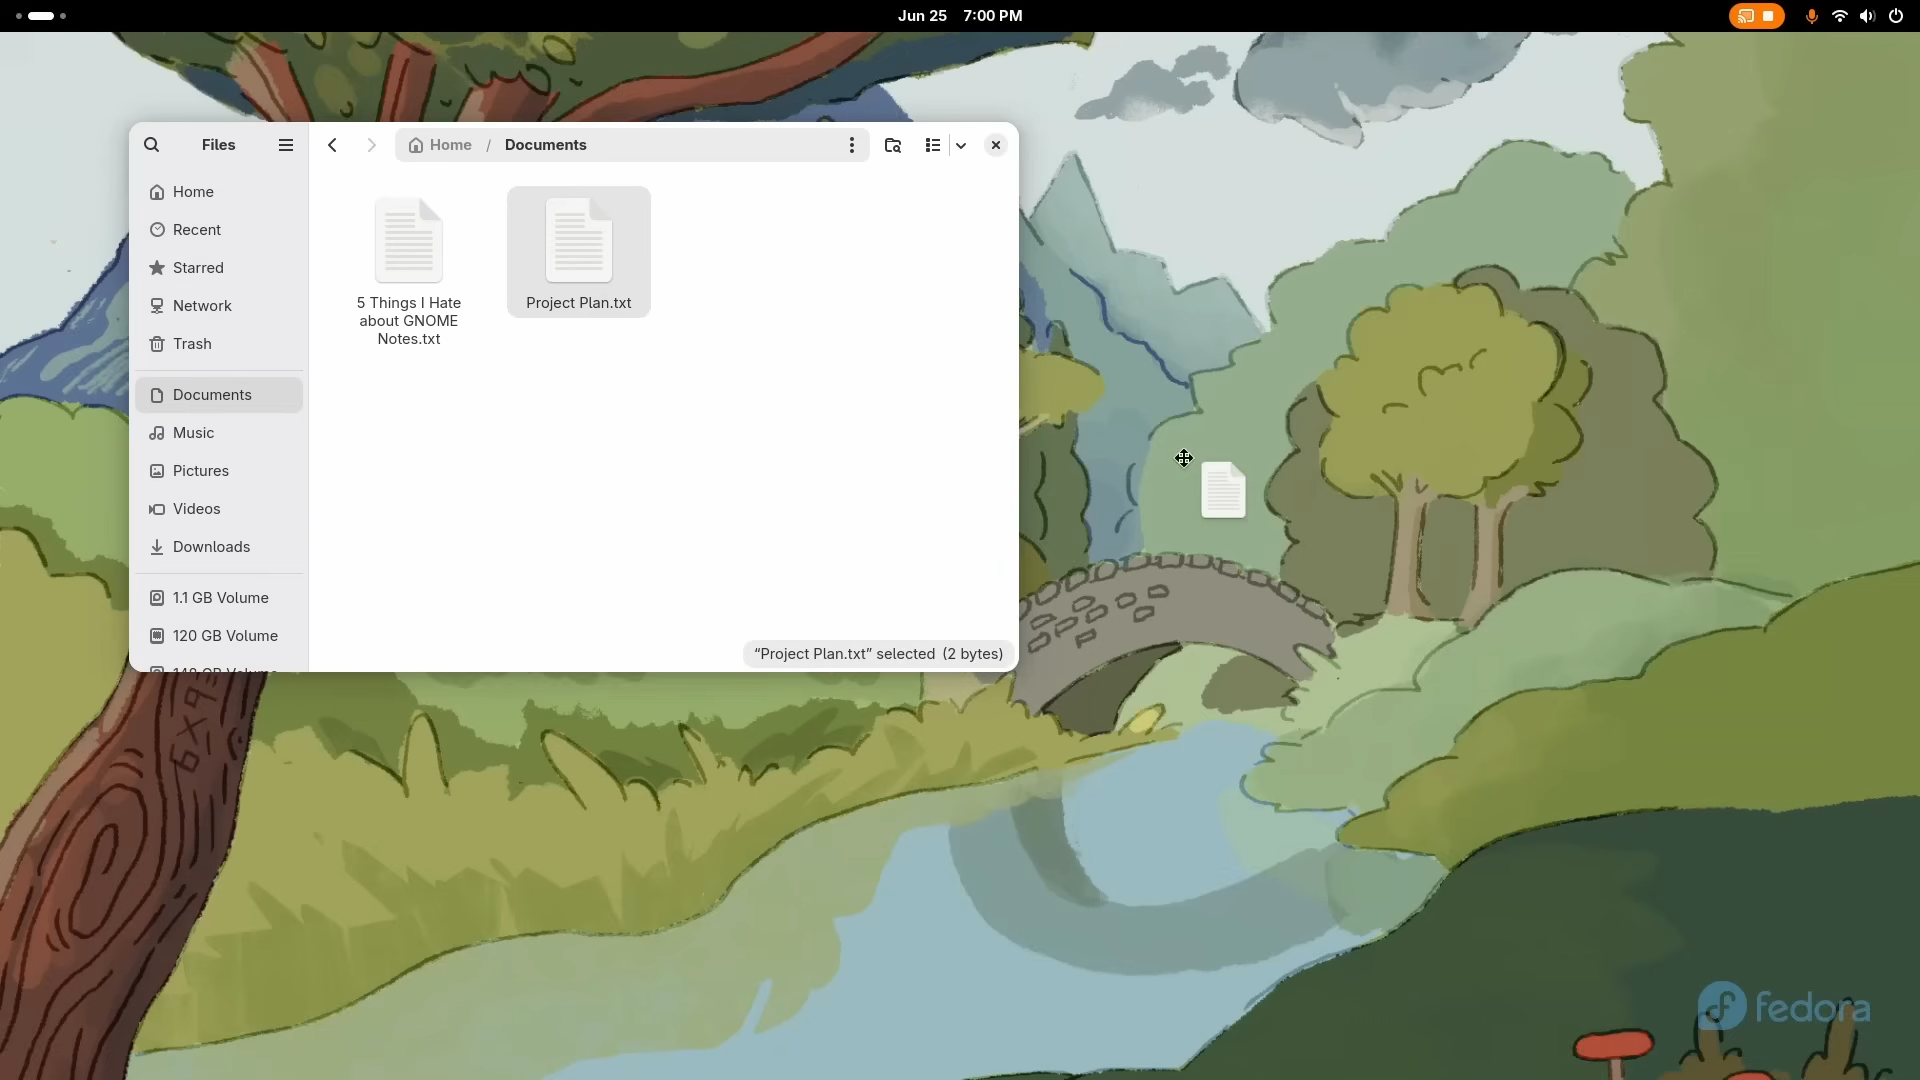 Jun 25 7:00 PM
Files
Home / Documents
Home
Recent
Starred
Network
Trash
Documents
Music
Pictures
Videos
Downloads
1.1 GB Volume
120 GB Volume
5 Things I Hate
about GNOME
Notes.txt
Project Plan.txt
“Project Plan.txt” selected (2 bytes)
fedora